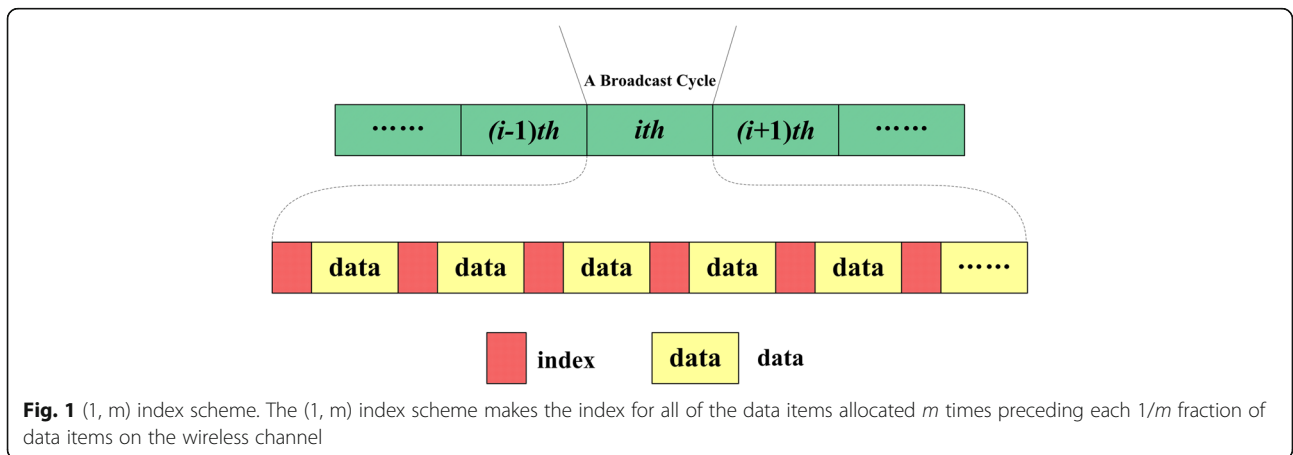 A Broadcast Cycle
······ (i-1)th ith (i+1)th ······
data data data data data ······
index data data
Fig. 1 (1, m) index scheme. The (1, m) index scheme makes the index for all of the data items allocated m times preceding each 1/m fraction of
data items on the wireless channel